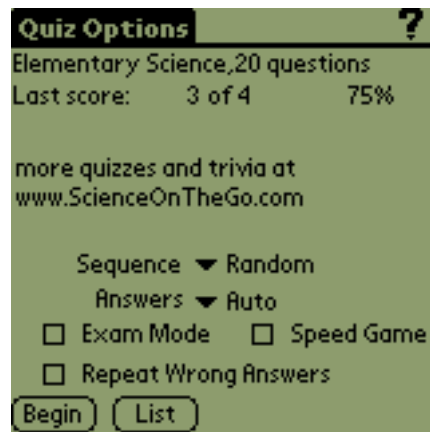 Quiz Options ?
Elementary Science,20 questions
Last score: 3 of 4 75%
more quizzes and trivia at
www.ScienceOnTheGo.com
Sequence Random
Answers Auto
Exam Mode Speed Game
Repeat Wrong Answers
Begin List